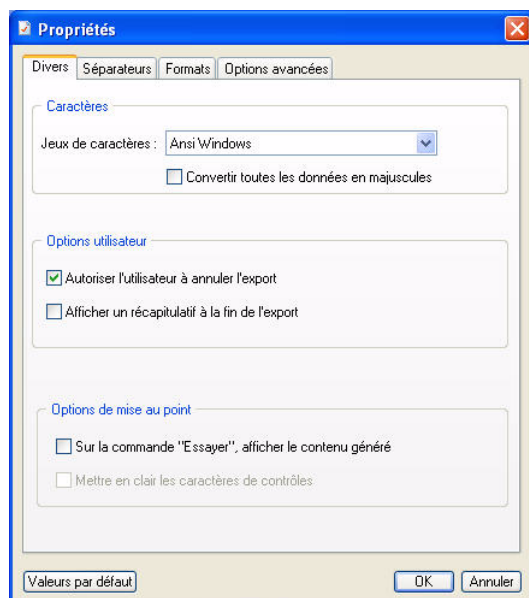 Propriétés
Divers Séparateurs Formats Options avancées
Caractères
Jeux de caractères : Ansi Windows
Convertir toutes les données en majuscules
Options utilisateur
Autoriser l'utilisateur à annuler l'export
Afficher un récapitulatif à la fin de l'export
Options de mise au point
Sur la commande "Essayer", afficher le contenu généré
Mettre en clair les caractères de contrôles
Valeurs par défaut OK Annuler